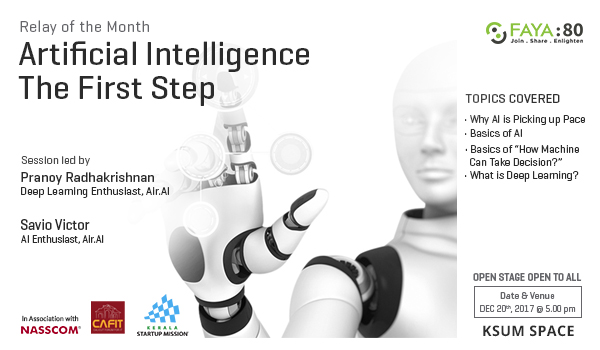 Relay of the Month
Artificial Intelligence
The First Step
Session led by
Pranoy Radhakrishnan
Deep Learning Enthusiast, Alr.AI
Savio Victor
AI Enthusiast, Alr.AI
In Association with
NASSCOM®
CAFIT
KERALA
STARTUP MISSION
FAYA:80
Join . Share . Enlighten
TOPICS COVERED
· Why AI is Picking up Pace
· Basics of AI
· Basics of “How Machine
Can Take Decision?”
· What is Deep Learning?
OPEN STAGE OPEN TO ALL
Date & Venue
DEC 20th, 2017 @ 5.00 pm
KSUM SPACE